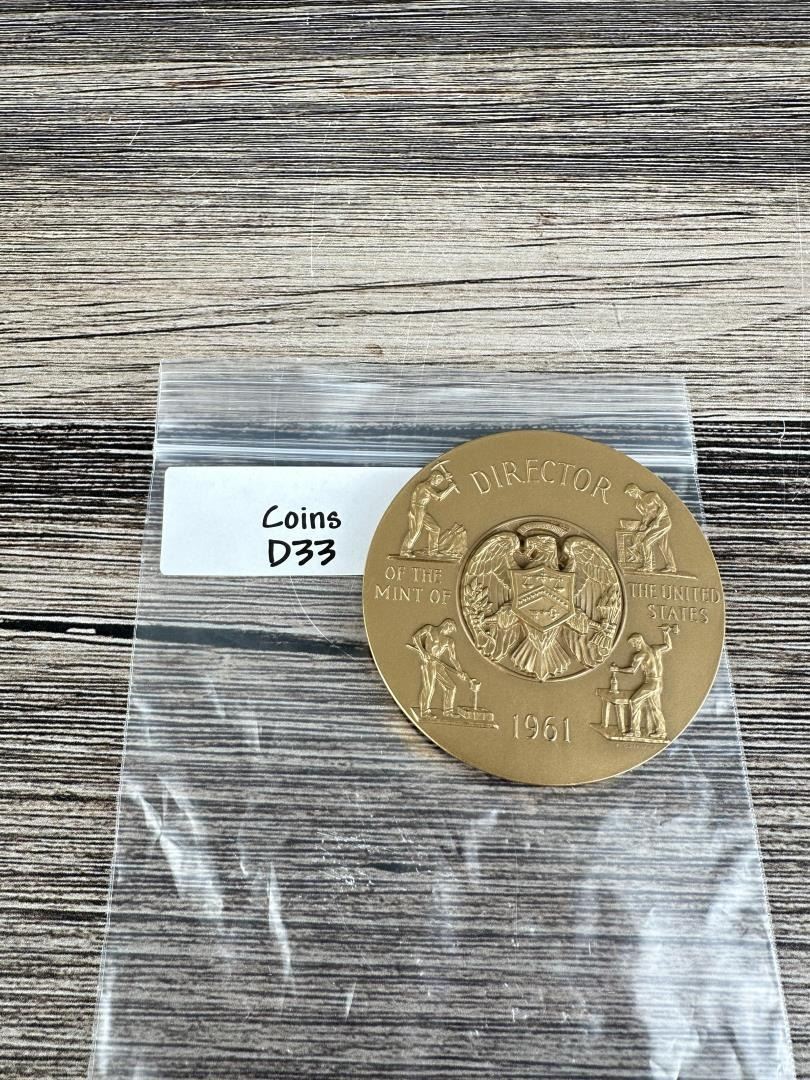 Coins
D33
DIRECTOR
OF THE
MINT OF
THE UNITED
STATES
1961